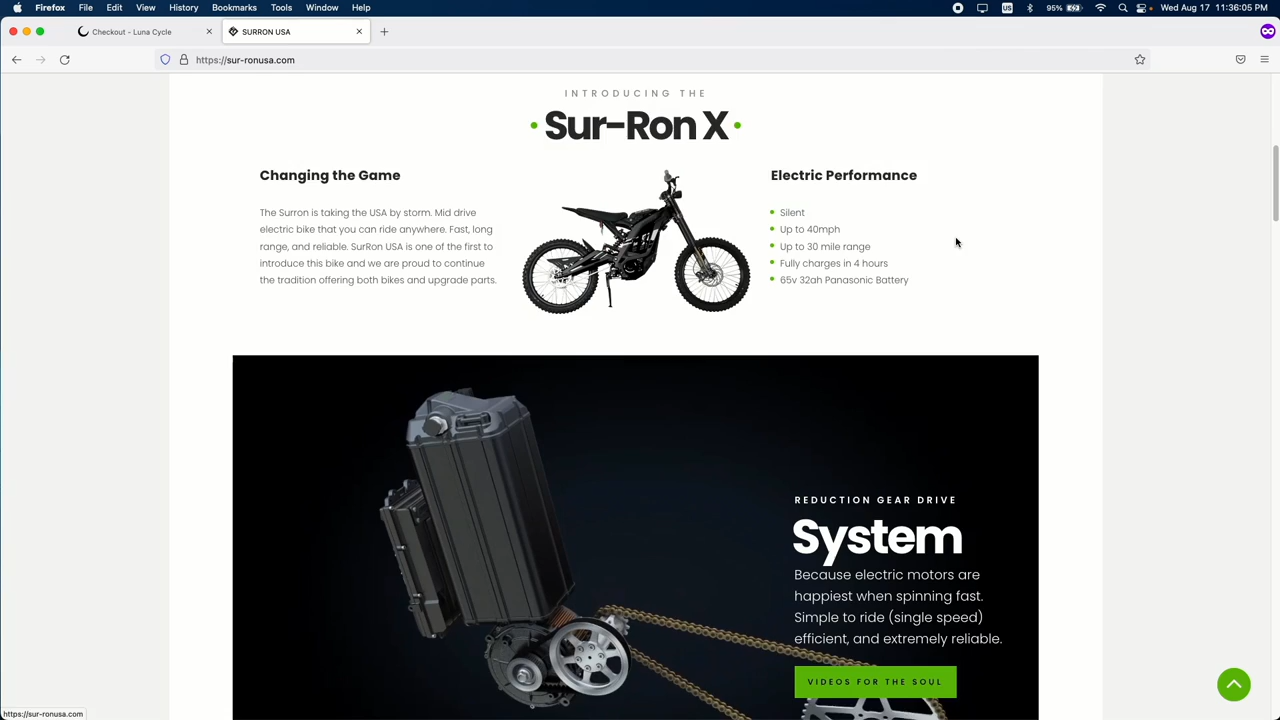 Firefox File Edit View History Bookmarks Tools Window Help
US 95% Wed Aug 17 11:36:05 PM
Checkout - Luna Cycle
SURRON USA
https://sur-ronusa.com
INTRODUCING THE
Sur-Ron X
Changing the Game
The Surron is taking the USA by storm. Mid drive
electric bike that you can ride anywhere. Fast, long
range, and reliable. SurRon USA is one of the first to
introduce this bike and we are proud to continue
the tradition offering both bikes and upgrade parts.
Electric Performance
Silent
Up to 40mph
Up to 30 mile range
Fully charges in 4 hours
65v 32ah Panasonic Battery
REDUCTION GEAR DRIVE
System
Because electric motors are
happiest when spinning fast.
Simple to ride (single speed)
efficient, and extremely reliable.
VIDEOS FOR THE SOUL
https://sur-ronusa.com